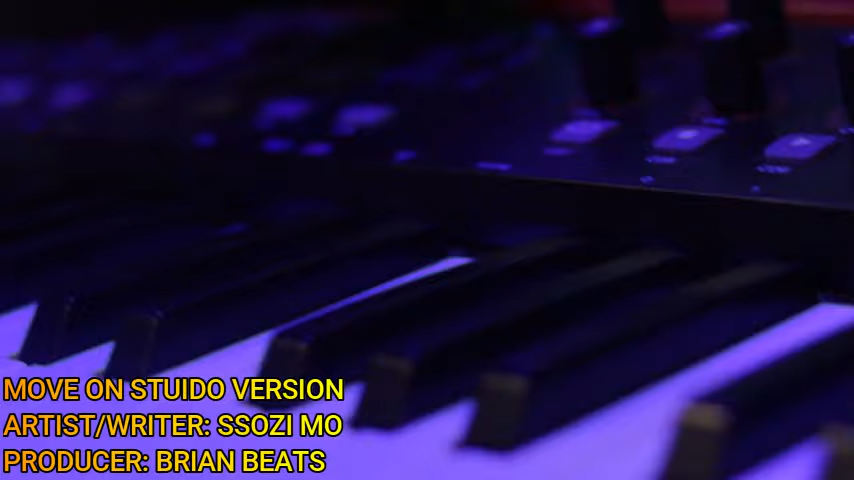 MOVE ON STUIDO VERSION
ARTIST/WRITER: SSOZI MO
PRODUCER: BRIAN BEATS